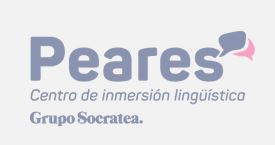 Peares
Centro de inmersión lingüística
Grupo Socratea.